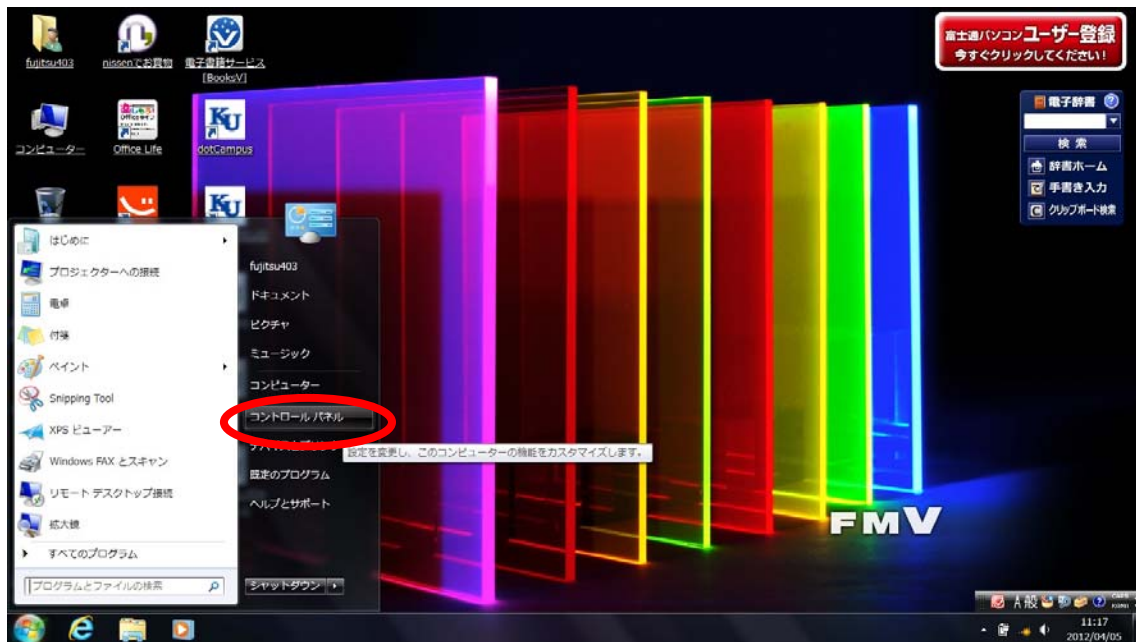 fujitsu403
nissenでお買物
電子書籍サービス
[BooksV]
コンピューター
Office Life
dotCampus
富士通パソコンユーザー登録
今すぐクリックしてください!
電子辞書
検 索
辞書ホーム
手書き入力
クリップボード検索
はじめに
プロジェクターへの接続
電卓
付箋
ペイント
Snipping Tool
XPS ビューアー
Windows FAX とスキャン
リモート デスクトップ接続
拡大鏡
すべてのプログラム
プログラムとファイルの検索
fujitsu403
ドキュメント
ピクチャ
ミュージック
コンピューター
コントロール パネル
設定を変更し、このコンピューターの機能をカスタマイズします。
既定のプログラム
ヘルプとサポート
シャットダウン
FMV
A 般
CAPS
KANA
11:17
2012/04/05